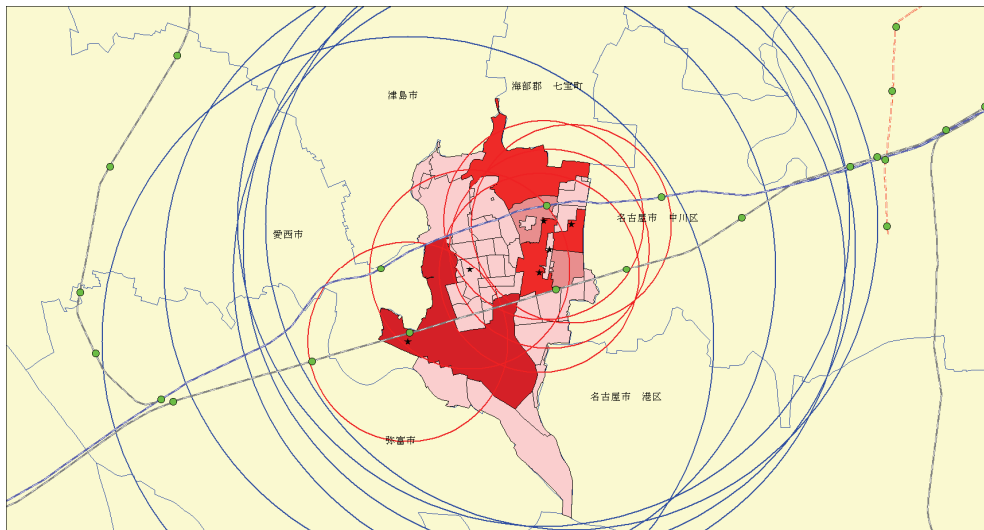 海部郡　七宝町
津島市
名古屋市　中川区
愛西市
名古屋市　港区
弥富市